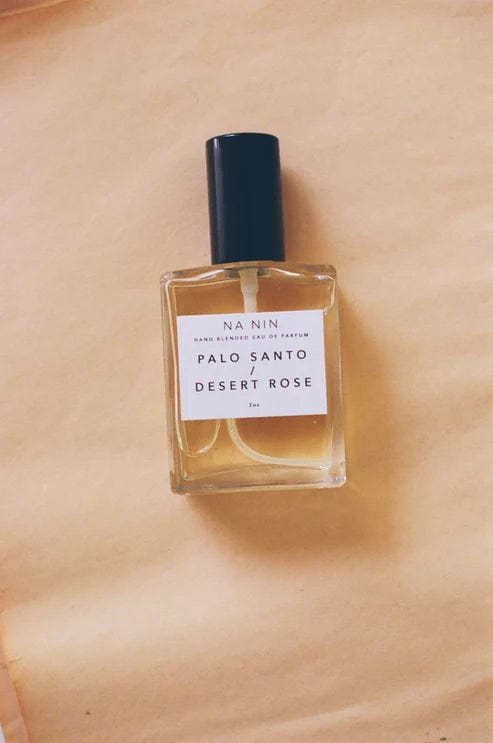 NA NIN
HAND BLENDED EAU DE PARFUM
PALO SANTO
/
DESERT ROSE
2oz